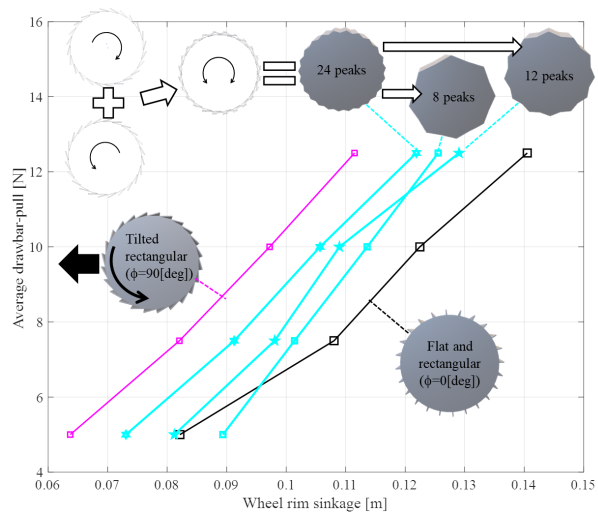 16
14
12
10
8
6
4
0.06
0.07
0.08
0.09
0.1
0.11
0.12
0.13
0.14
0.15
Average drawbar-pull [N]
Wheel rim sinkage [m]
24 peaks
8 peaks
12 peaks
Tilted
rectangular
(ϕ=90[deg])
Flat and
rectangular
(ϕ=0[deg])